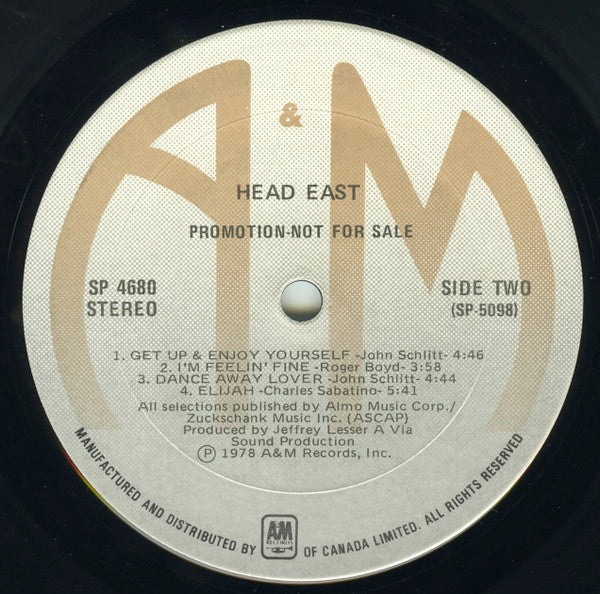 A & M
HEAD EAST
PROMOTION-NOT FOR SALE
SP 4680
STEREO
SIDE TWO
(SP-5098)
1. GET UP & ENJOY YOURSELF -John Schlitt- 4:46
2. I'M FEELIN' FINE -Roger Boyd- 3:58
3. DANCE AWAY LOVER -John Schlitt- 4:44
4. ELIJAH -Charles Sabatino- 5:41
All selections published by Almo Music Corp./
Zuckschank Music Inc. (ASCAP)
Produced by Jeffrey Lesser A Via
Sound Production
Ⓟ 1978 A&M Records, Inc.
MANUFACTURED AND DISTRIBUTED BY A&M RECORDS OF CANADA LIMITED. ALL RIGHTS RESERVED